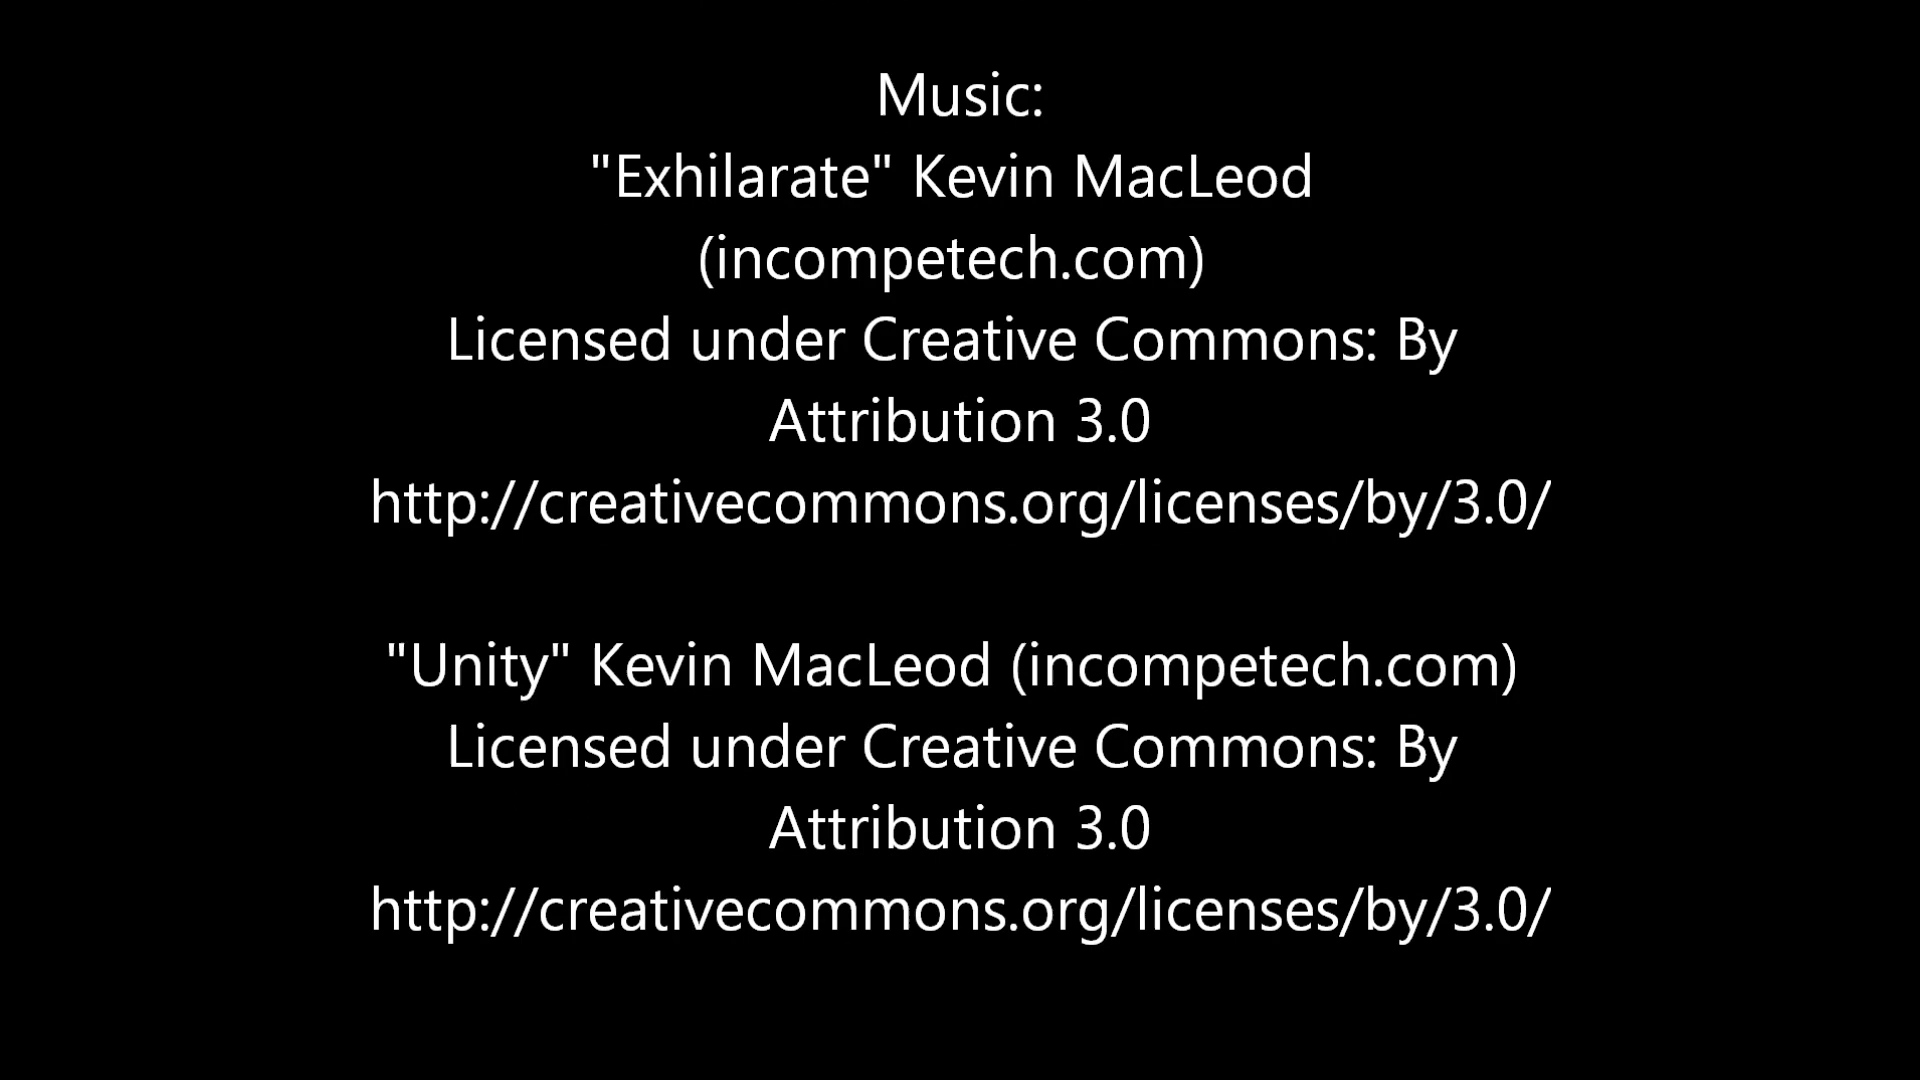 Music:
"Exhilarate" Kevin MacLeod
(incompetech.com)
Licensed under Creative Commons: By
Attribution 3.0
http://creativecommons.org/licenses/by/3.0/
"Unity" Kevin MacLeod (incompetech.com)
Licensed under Creative Commons: By
Attribution 3.0
http://creativecommons.org/licenses/by/3.0/